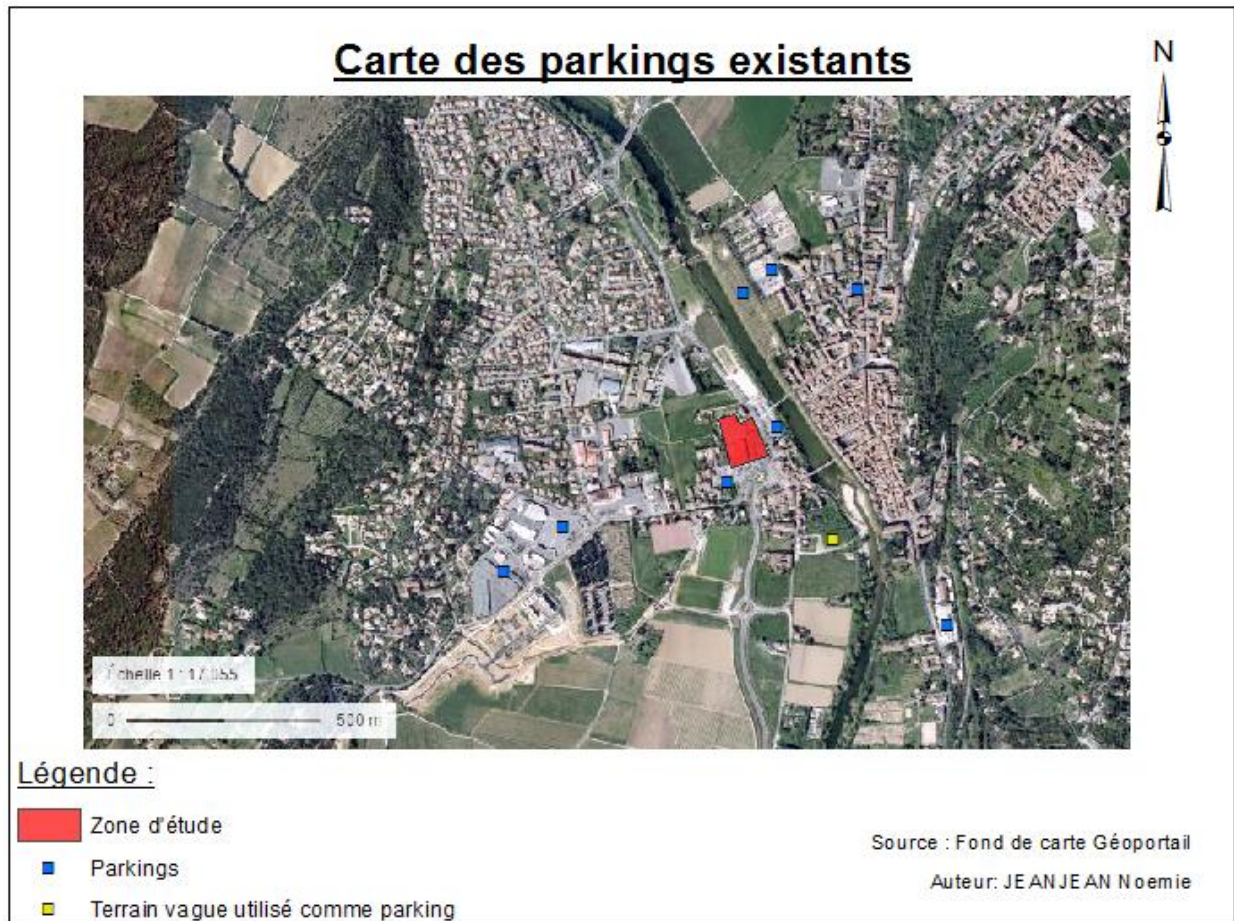 Carte des parkings existants
N
Échelle 1 : 17 055
0 500 m
Légende :
Zone d'étude
Parkings
Terrain vague utilisé comme parking
Source : Fond de carte Géoportail
Auteur: JEANJEAN Noemie